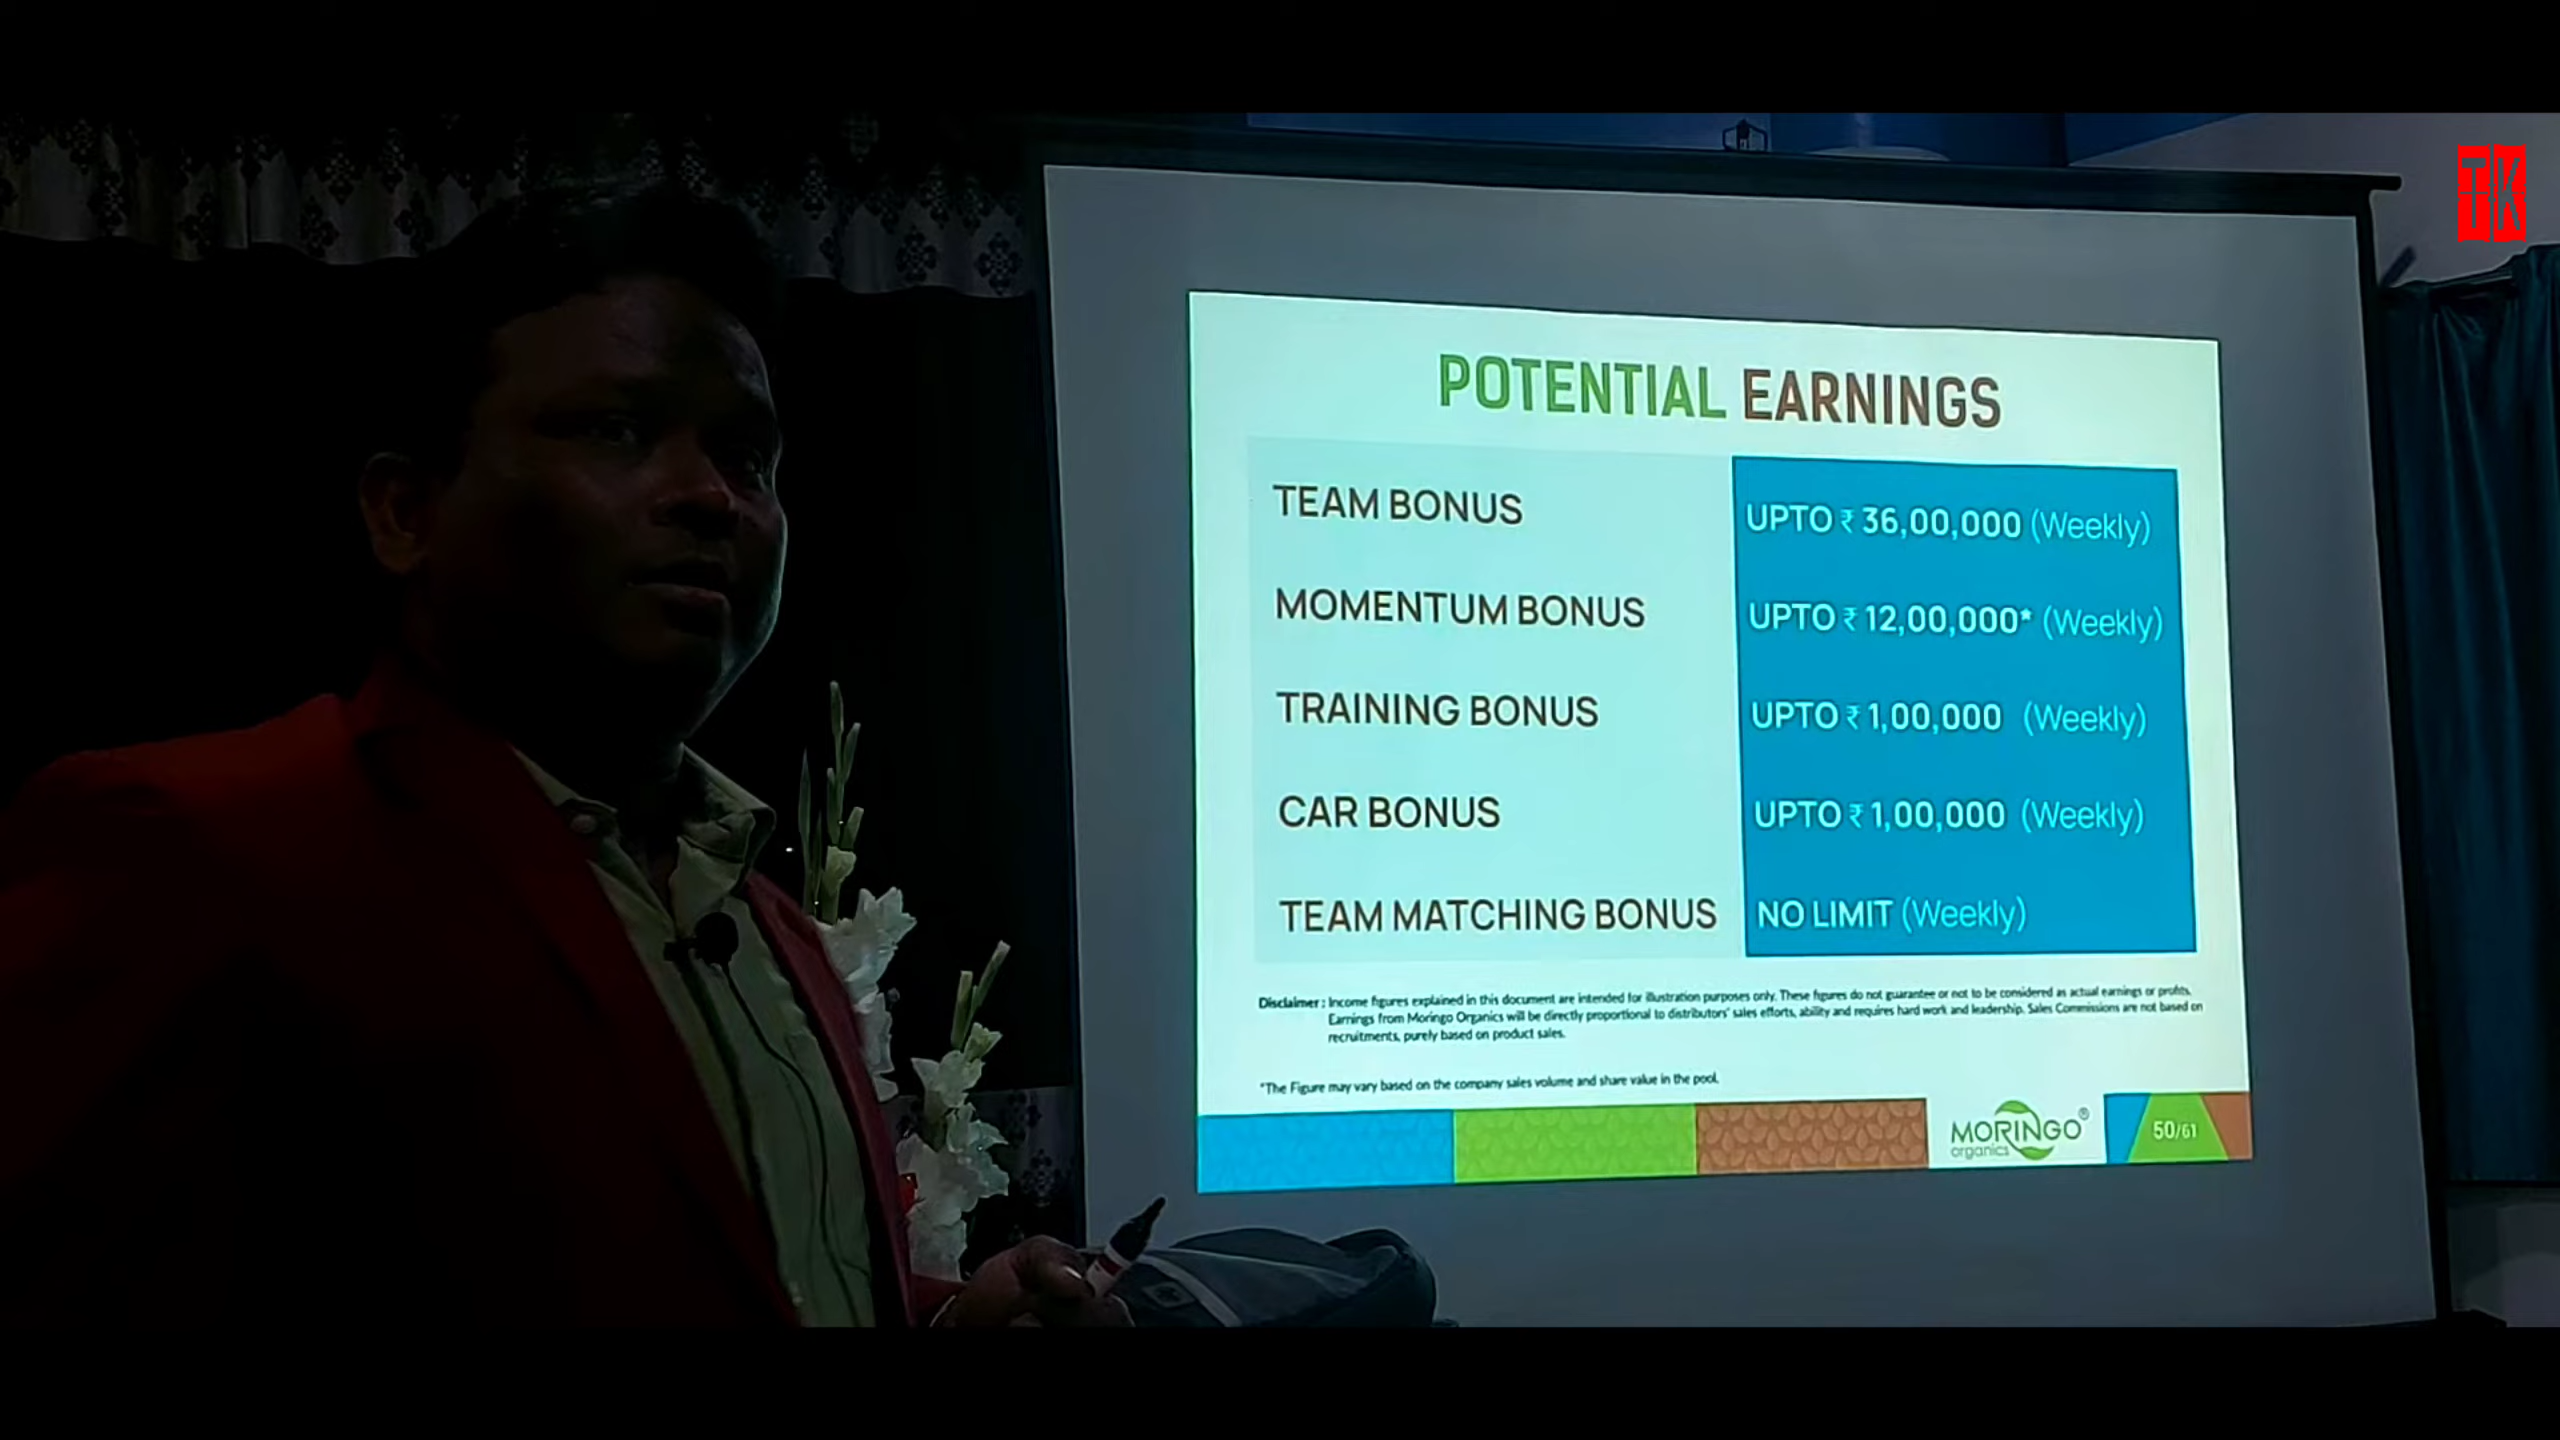 TK
POTENTIAL EARNINGS
TEAM BONUS UPTO ₹ 36,00,000 (Weekly)
MOMENTUM BONUS UPTO ₹ 12,00,000* (Weekly)
TRAINING BONUS UPTO ₹ 1,00,000 (Weekly)
CAR BONUS UPTO ₹ 1,00,000 (Weekly)
TEAM MATCHING BONUS NO LIMIT (Weekly)
Disclaimer : Income figures explained in this document are intended for illustration purposes only. These figures do not guarantee or not to be considered as actual earnings or profits.
Earnings from Moringo Organics will be directly proportional to distributors' sales efforts, ability and requires hard work and leadership. Sales Commissions are not based on
recruitments, purely based on product sales.
*The Figure may vary based on the company sales volume and share value in the pool.
MORINGO®
organics
50/61